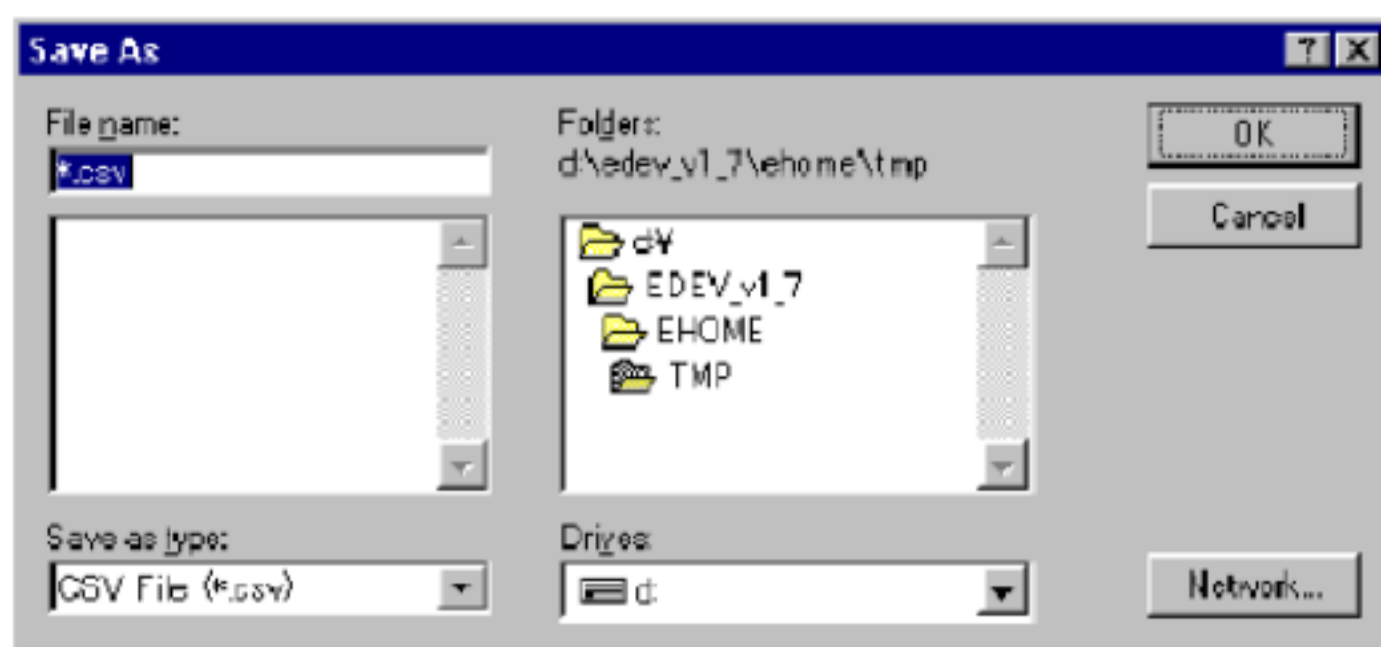 Save As
File name:
*.csv
Folders:
d:\edev_v1_7\ehome\tmp
OK
Cancel
d:¥
EDEV_v1_7
EHOME
TMP
Save as type:
CSV File (*.csv)
Drives:
d:
Network...